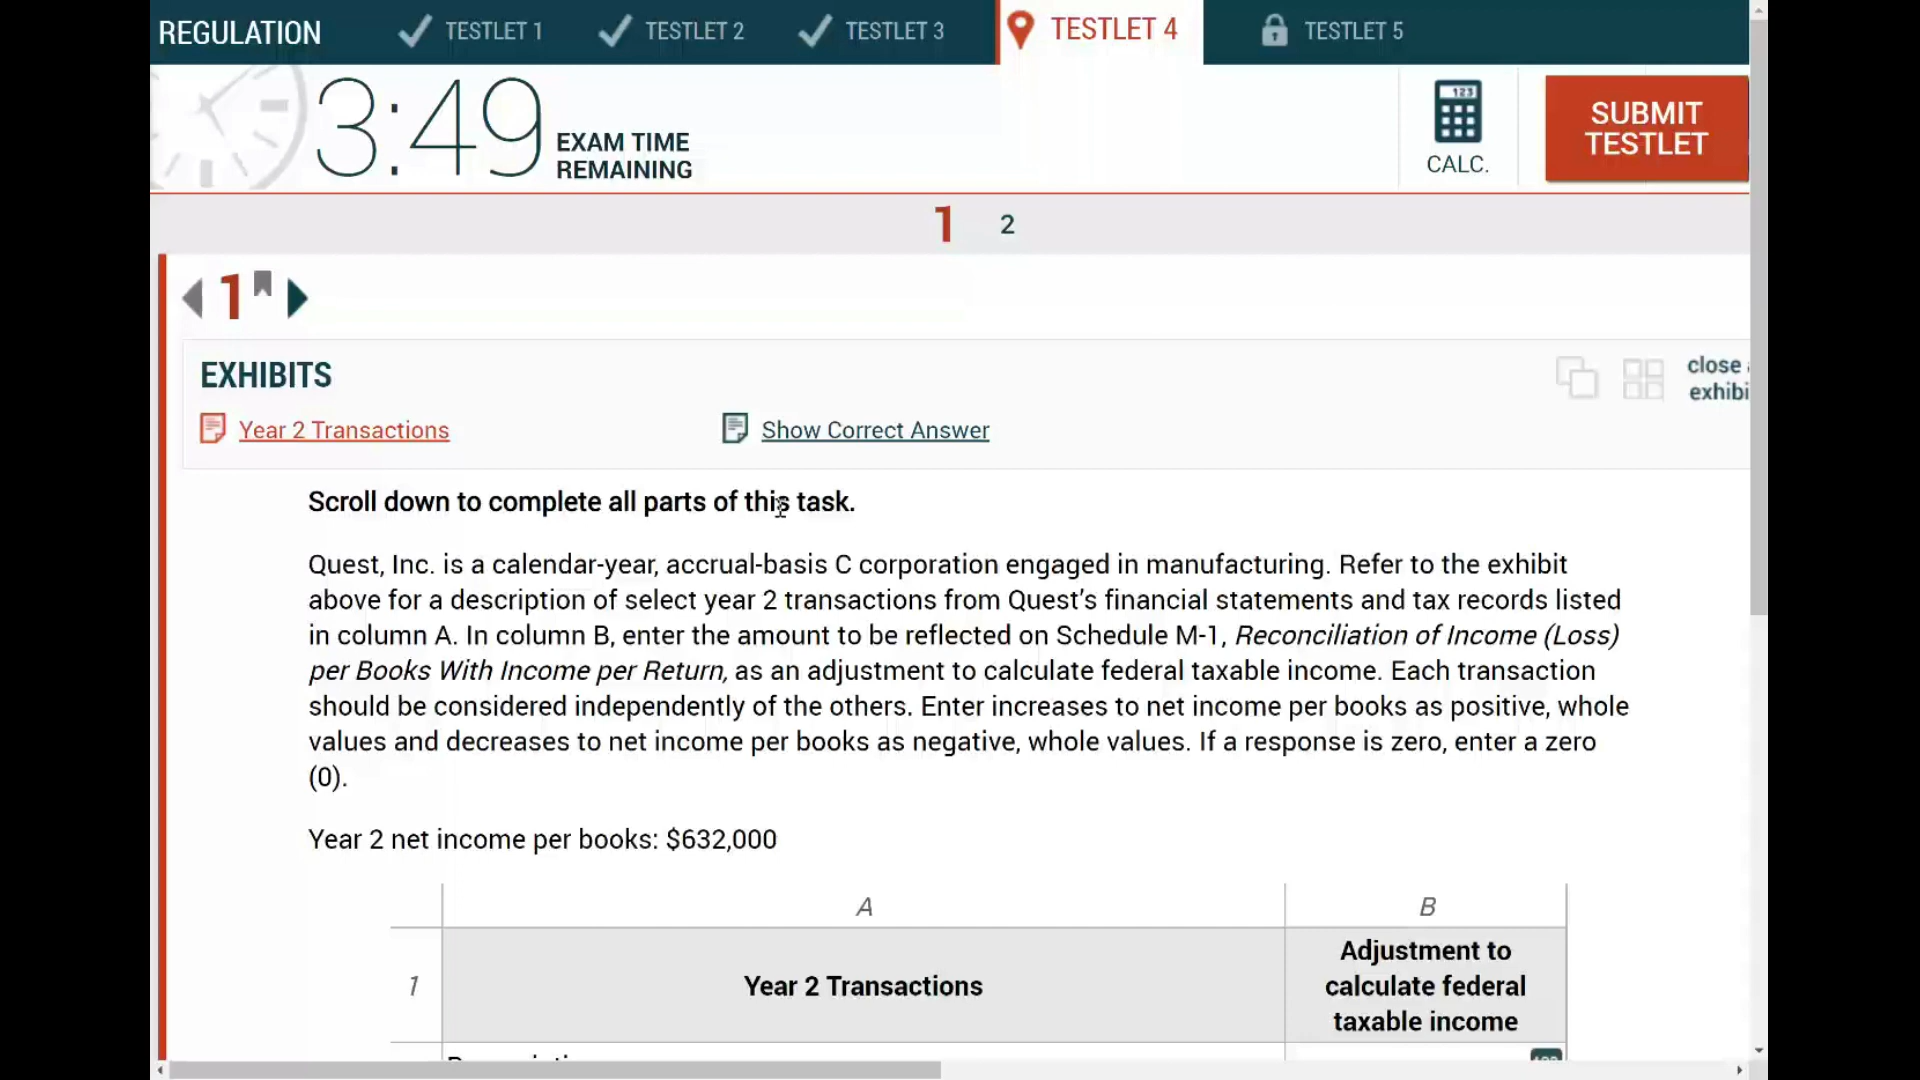 REGULATION
TESTLET 1
TESTLET 2
TESTLET 3
TESTLET 4
TESTLET 5
3:49
EXAM TIME
REMAINING
123
CALC.
SUBMIT
TESTLET
1 2
1
EXHIBITS
close
Year 2 Transactions
Show Correct Answer
Scroll down to complete all parts of this task.
Quest, Inc. is a calendar-year, accrual-basis C corporation engaged in manufacturing. Refer to the exhibit
above for a description of select year 2 transactions from Quest’s financial statements and tax records listed
in column A. In column B, enter the amount to be reflected on Schedule M-1, Reconciliation of Income (Loss)
per Books With Income per Return, as an adjustment to calculate federal taxable income. Each transaction
should be considered independently of the others. Enter increases to net income per books as positive, whole
values and decreases to net income per books as negative, whole values. If a response is zero, enter a zero
(0).
Year 2 net income per books: $632,000
A B
1 Year 2 Transactions
Adjustment to
calculate federal
taxable income